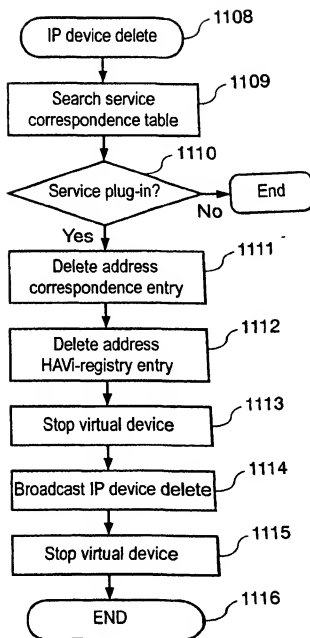 1108
IP device delete
1109
Search service
correspondence table
1110
Service plug-in?
End
No
Yes
1111
Delete address
correspondence entry
1112
Delete address
HAVi-registry entry
1113
Stop virtual device
1114
Broadcast IP device delete
1115
Stop virtual device
END
1116